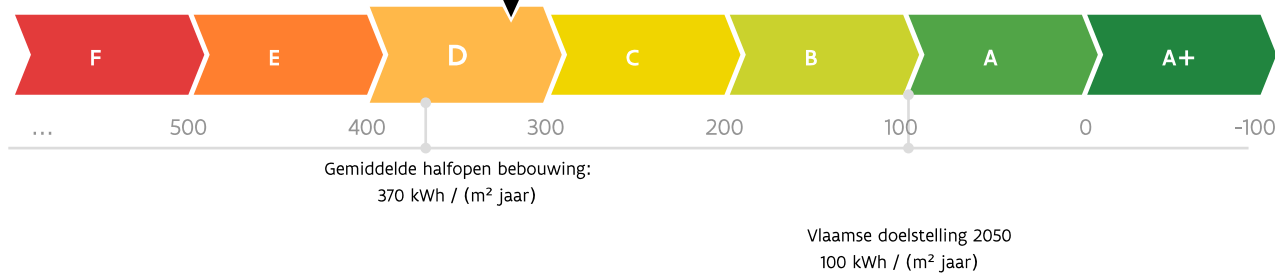 F E D C B A A+
... 500 400 300 200 100 0 -100
Gemiddelde halfopen bebouwing:
370 kWh / (m² jaar)
Vlaamse doelstelling 2050
100 kWh / (m² jaar)